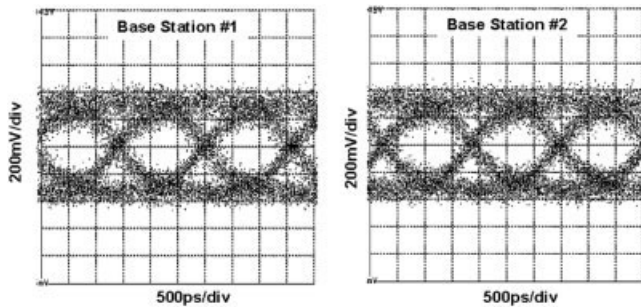 Base Station #1
200mV/div
500ps/div
Base Station #2
200mV/div
500ps/div